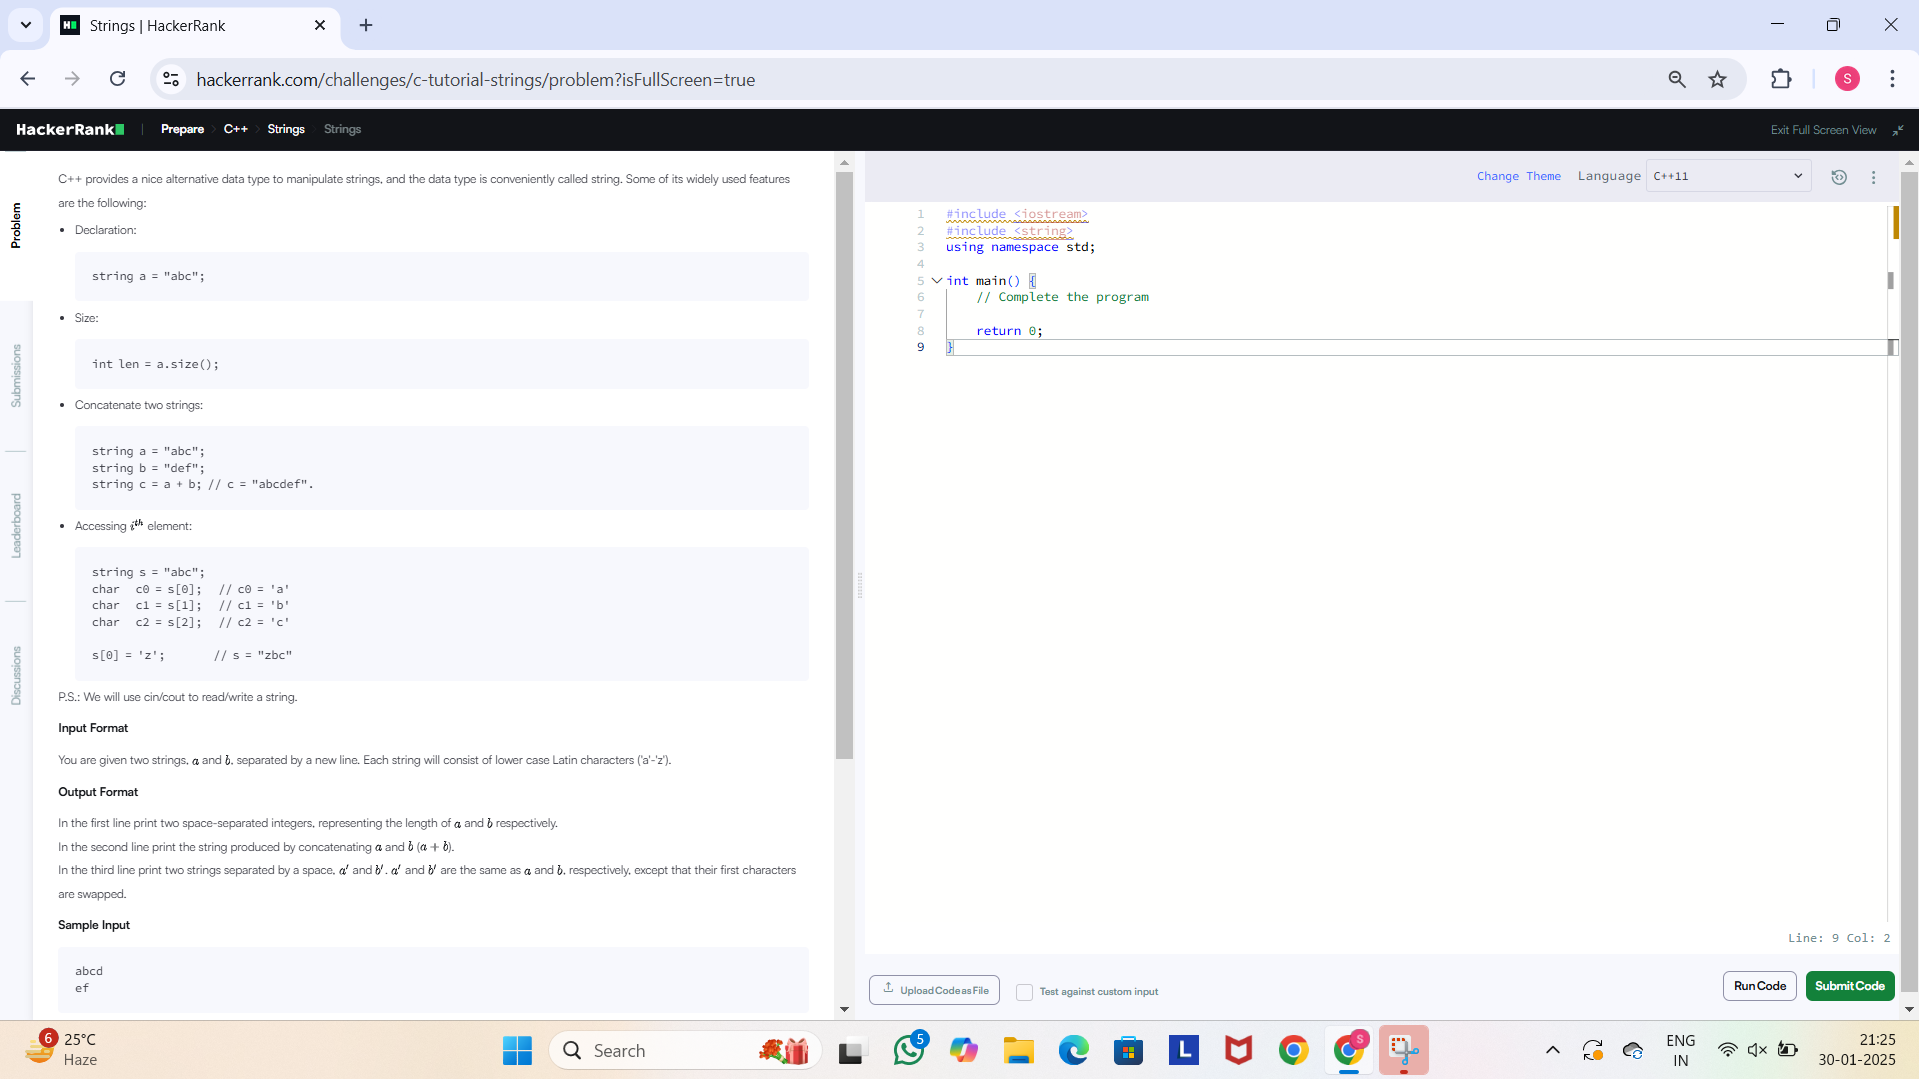 Strings | HackerRank
hackerrank.com/challenges/c-tutorial-strings/problem?isFullScreen=true
S
HackerRank
Prepare
C++
Strings
Strings
Exit Full Screen View
Problem
Submissions
Leaderboard
Discussions
C++ provides a nice alternative data type to manipulate strings, and the data type is conveniently called string. Some of its widely used features
are the following:
• Declaration:
string a = "abc";
• Size:
int len = a.size();
• Concatenate two strings:
string a = "abc";
string b = "def";
string c = a + b; // c = "abcdef".
• Accessing i^th element:
string s = "abc";
char c0 = s[0]; // c0 = 'a'
char c1 = s[1]; // c1 = 'b'
char c2 = s[2]; // c2 = 'c'
s[0] = 'z'; // s = "zbc"
P.S.: We will use cin/cout to read/write a string.
Input Format
You are given two strings, a and b, separated by a new line. Each string will consist of lower case Latin characters ('a'-'z').
Output Format
In the first line print two space-separated integers, representing the length of a and b respectively.
In the second line print the string produced by concatenating a and b (a + b).
In the third line print two strings separated by a space, a' and b'. a' and b' are the same as a and b, respectively, except that their first characters
are swapped.
Sample Input
abcd
ef
Change Theme Language C++11
1 #include <iostream>
2 #include <string>
3 using namespace std;
4
5 int main() {
6 // Complete the program
7
8 return 0;
9 }
Line: 9 Col: 2
Upload Code as File
Test against custom input
Run Code
Submit Code
6
25°C
Haze
Search
5
L
S
ENG
IN
21:25
30-01-2025